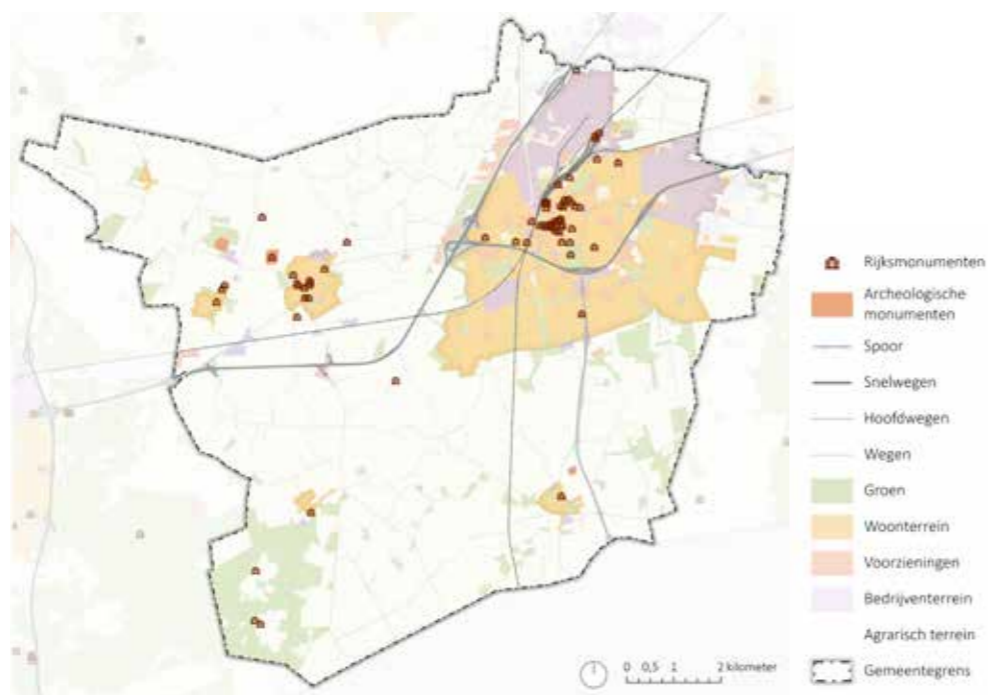 Rijksmonumenten
Archeologische
monumenten
Spoor
Snelwegen
Hoofdwegen
Wegen
Groen
Woonterrein
Voorzieningen
Bedrijventerrein
Agrarisch terrein
Gemeentegrens
0 0,5 1 2 kilometer